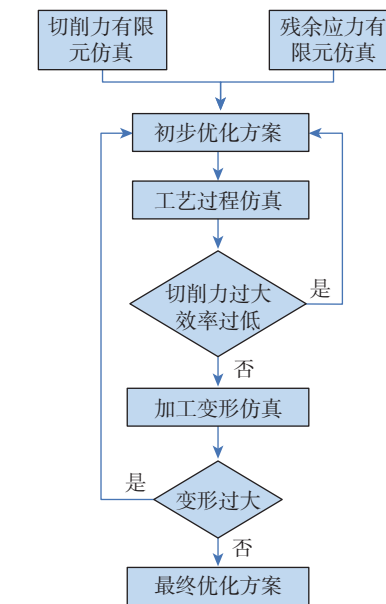 切削力有限
元仿真
残余应力有
限元仿真
初步优化方案
工艺过程仿真
切削力过大
效率过低
是
否
加工变形仿真
是
变形过大
否
最终优化方案